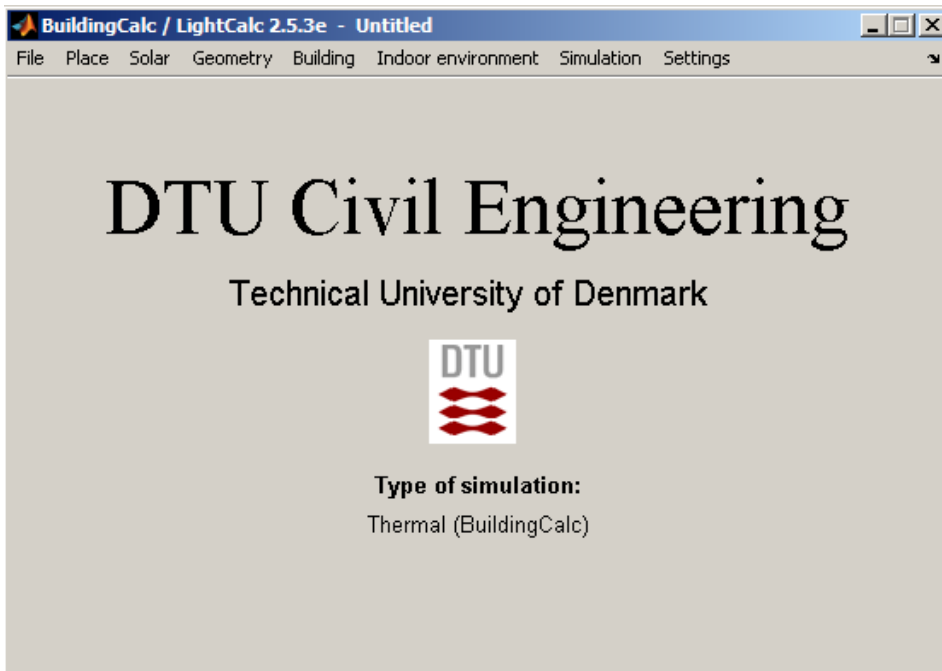 BuildingCalc / LightCalc 2.5.3e - Untitled
File Place Solar Geometry Building Indoor environment Simulation Settings
DTU Civil Engineering
Technical University of Denmark
DTU
Type of simulation:
Thermal (BuildingCalc)